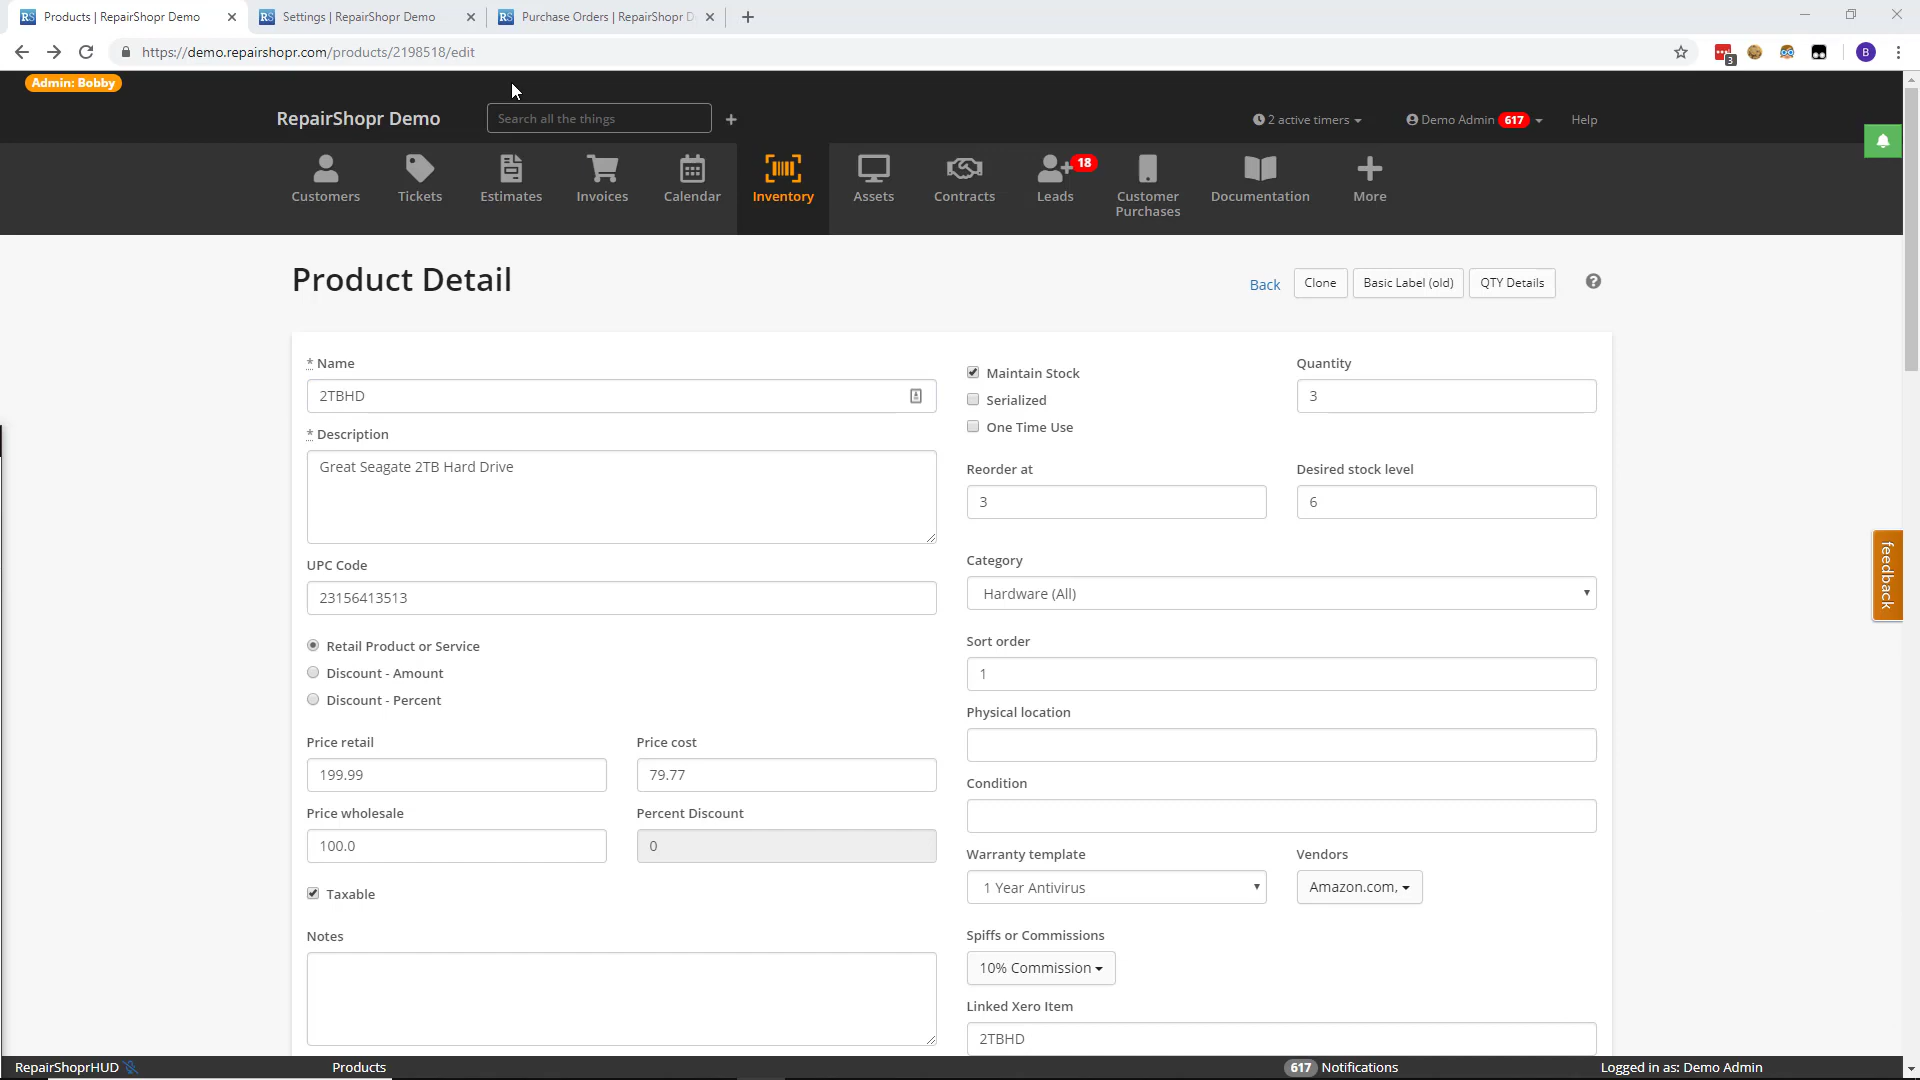 Products | RepairShopr Demo
Settings | RepairShopr Demo
Purchase Orders | RepairShopr D
https://demo.repairshopr.com/products/2198518/edit
3
B
Admin: Bobby
RepairShopr Demo
Search all the things
2 active timers
Demo Admin 617
Help
Customers
Tickets
Estimates
Invoices
Calendar
Inventory
Assets
Contracts
Leads
18
Customer
Purchases
Documentation
More
Product Detail
Back
Clone
Basic Label (old)
QTY Details
* Name
2TBHD
* Description
Great Seagate 2TB Hard Drive
UPC Code
23156413513
Retail Product or Service
Discount - Amount
Discount - Percent
Price retail
199.99
Price cost
79.77
Price wholesale
100.0
Percent Discount
0
Taxable
Notes
Maintain Stock
Serialized
One Time Use
Quantity
3
Reorder at
3
Desired stock level
6
Category
Hardware (All)
Sort order
1
Physical location
Condition
Warranty template
1 Year Antivirus
Vendors
Amazon.com,
Spiffs or Commissions
10% Commission
Linked Xero Item
2TBHD
feedback
RepairShoprHUD
Products
617 Notifications
Logged in as: Demo Admin